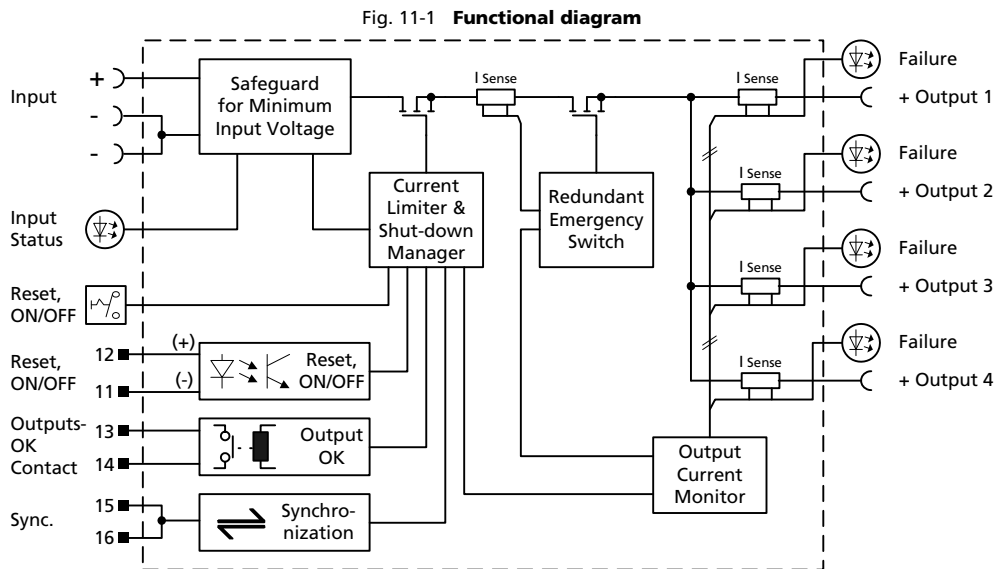 Fig. 11-1 Functional diagram
Input
+
-
-
Safeguard
for Minimum
Input Voltage
I Sense
I Sense
Failure
+ Output 1
Failure
I Sense
+ Output 2
Input
Status
Current
Limiter &
Shut-down
Manager
Redundant
Emergency
Switch
Failure
I Sense
+ Output 3
Reset,
ON/OFF
Failure
I Sense
+ Output 4
Reset,
ON/OFF
12
(+)
11
(-)
Reset,
ON/OFF
Outputs-
OK
Contact
13
14
Output
OK
Output
Current
Monitor
Sync.
15
16
Synchro-
nization